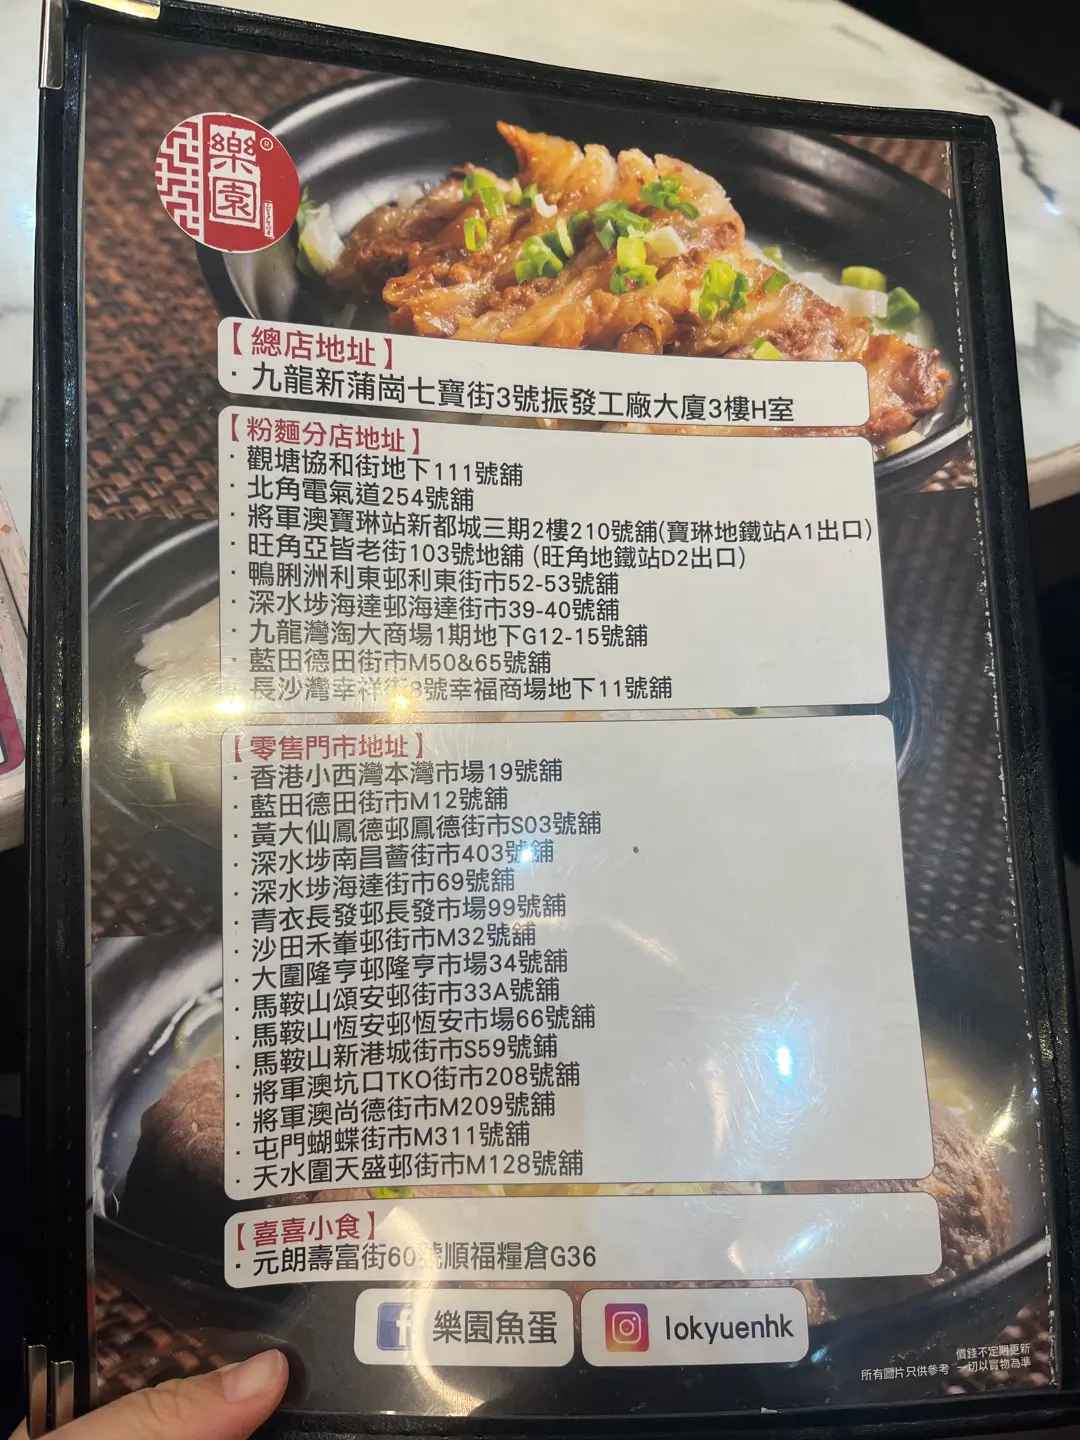 樂園®
【總店地址】
· 九龍新蒲崗七寶街3號振發工廠大廈3樓H室
【粉麵分店地址】
· 觀塘協和街地下111號舖
· 北角電氣道254號舖
· 將軍澳寶琳站新都城三期2樓210號舖(寶琳地鐵站A1出口)
· 旺角亞皆老街103號地舖 (旺角地鐵站D2出口)
· 鴨脷洲利東邨利東街市52-53號舖
· 深水埗海達邨海達街市39-40號舖
· 九龍灣淘大商場1期地下G12-15號舖
· 藍田德田街市M50&65號舖
· 長沙灣幸祥街8號幸福商場地下11號舖
【零售門市地址】
· 香港小西灣本灣市場19號舖
· 藍田德田街市M12號舖
· 黃大仙鳳德邨鳳德街市S03號舖
· 深水埗南昌薈街市403號舖
· 深水埗海達街市69號舖
· 青衣長發邨長發市場99號舖
· 沙田禾輋邨街市M32號舖
· 大圍隆亨邨隆亨市場34號舖
· 馬鞍山頌安邨街市33A號舖
· 馬鞍山恆安邨恆安市場66號舖
· 馬鞍山新港城街市S59號鋪
· 將軍澳坑口TKO街市208號舖
· 將軍澳尚德街市M209號舖
· 屯門蝴蝶街市M311號舖
· 天水圍天盛邨街市M128號舖
【喜喜小食】
· 元朗壽富街60號順福糧倉G36
f 樂園魚蛋
lokyuenhk
價錢不定期更新
所有圖片只供參考 一切以實物為準